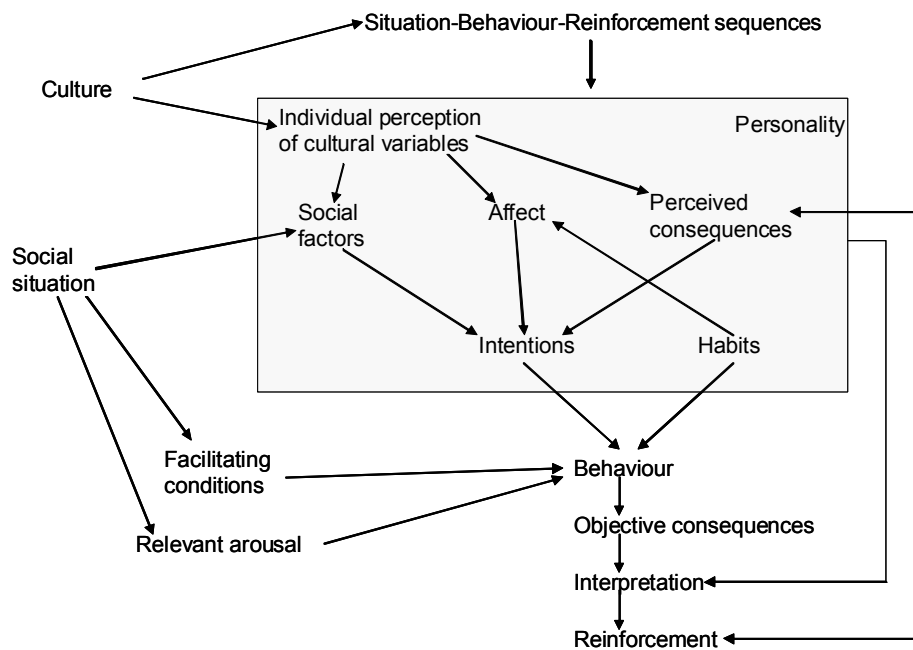 Situation-Behaviour-Reinforcement sequences
Culture
Individual perception
of cultural variables
Personality
Social
factors
Affect
Perceived
consequences
Social
situation
Intentions
Habits
Facilitating
conditions
Behaviour
Objective consequences
Relevant arousal
Interpretation
Reinforcement